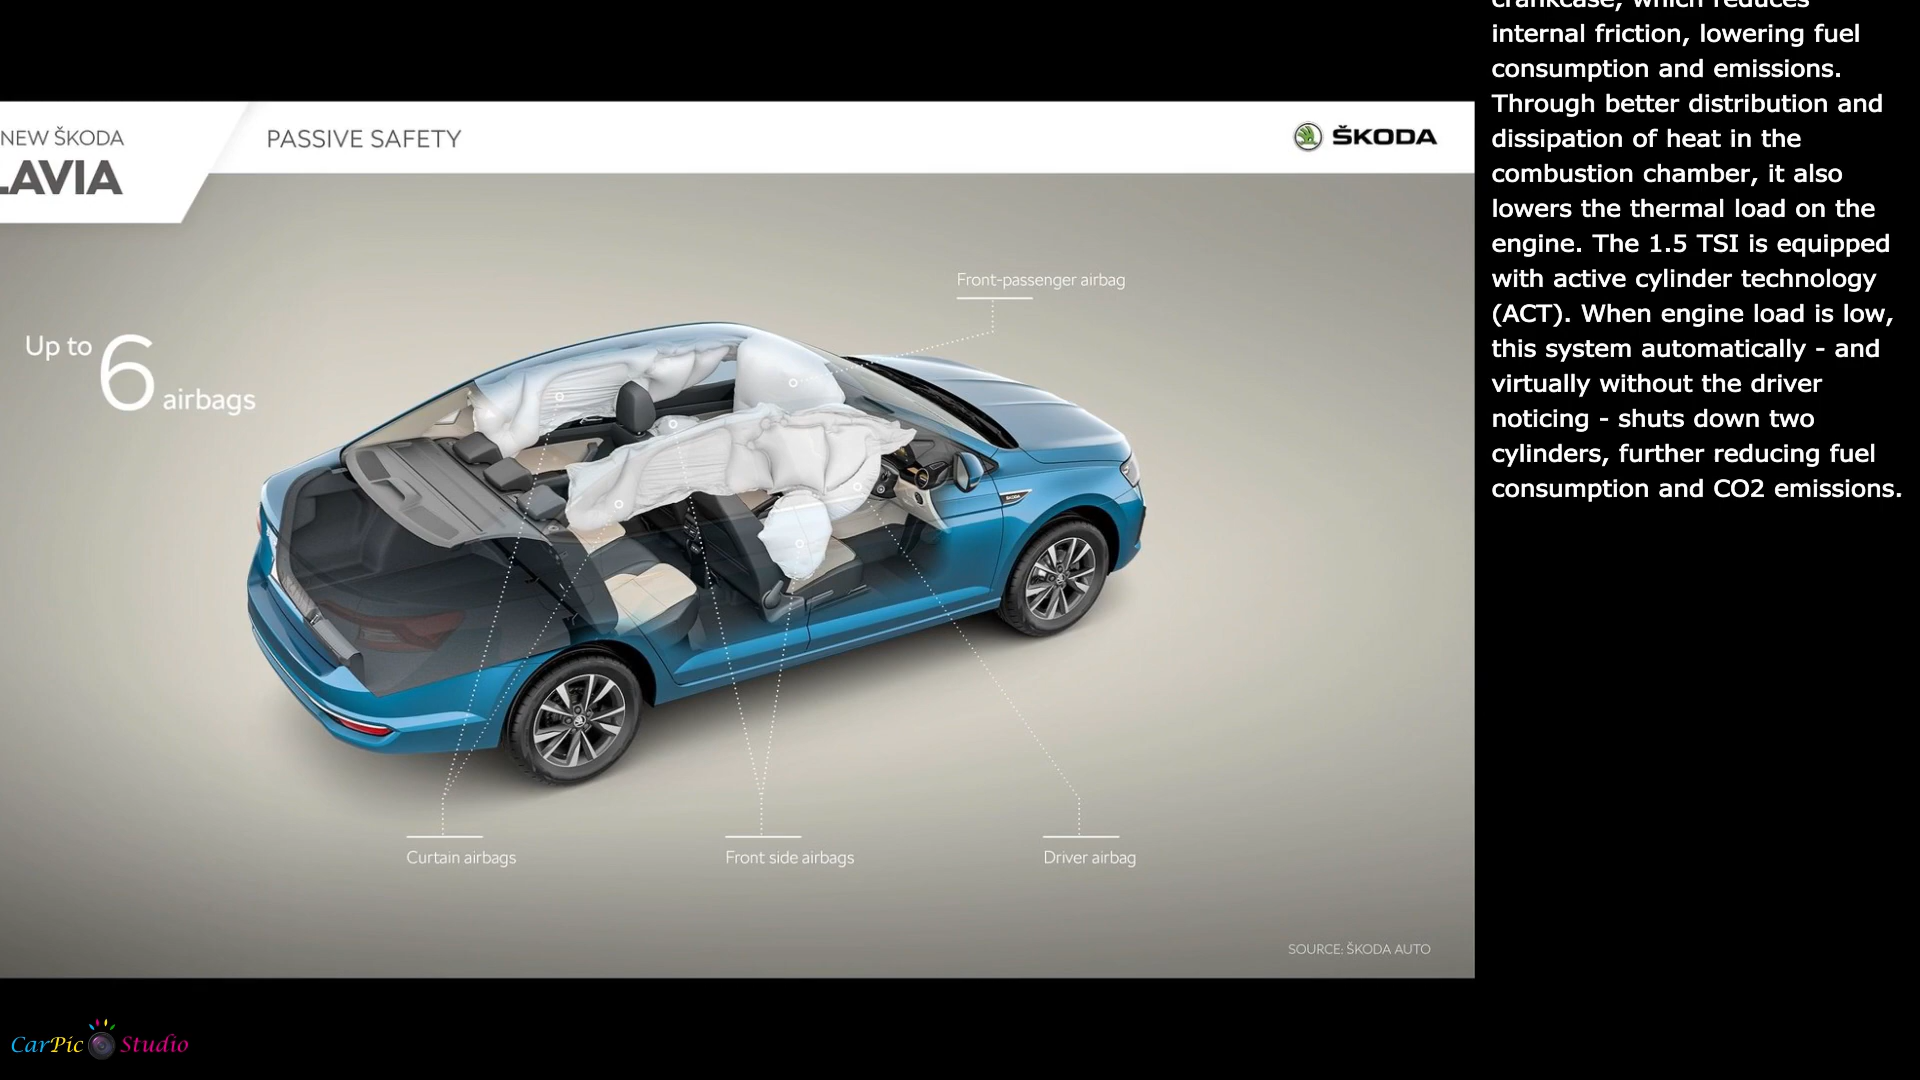 NEW ŠKODA
LAVIA
PASSIVE SAFETY
ŠKODA
Up to 6 airbags
Front-passenger airbag
Curtain airbags
Front side airbags
Driver airbag
SOURCE: ŠKODA AUTO
CarPic Studio
crankcase, which reduces
internal friction, lowering fuel
consumption and emissions.
Through better distribution and
dissipation of heat in the
combustion chamber, it also
lowers the thermal load on the
engine. The 1.5 TSI is equipped
with active cylinder technology
(ACT). When engine load is low,
this system automatically - and
virtually without the driver
noticing - shuts down two
cylinders, further reducing fuel
consumption and CO2 emissions.